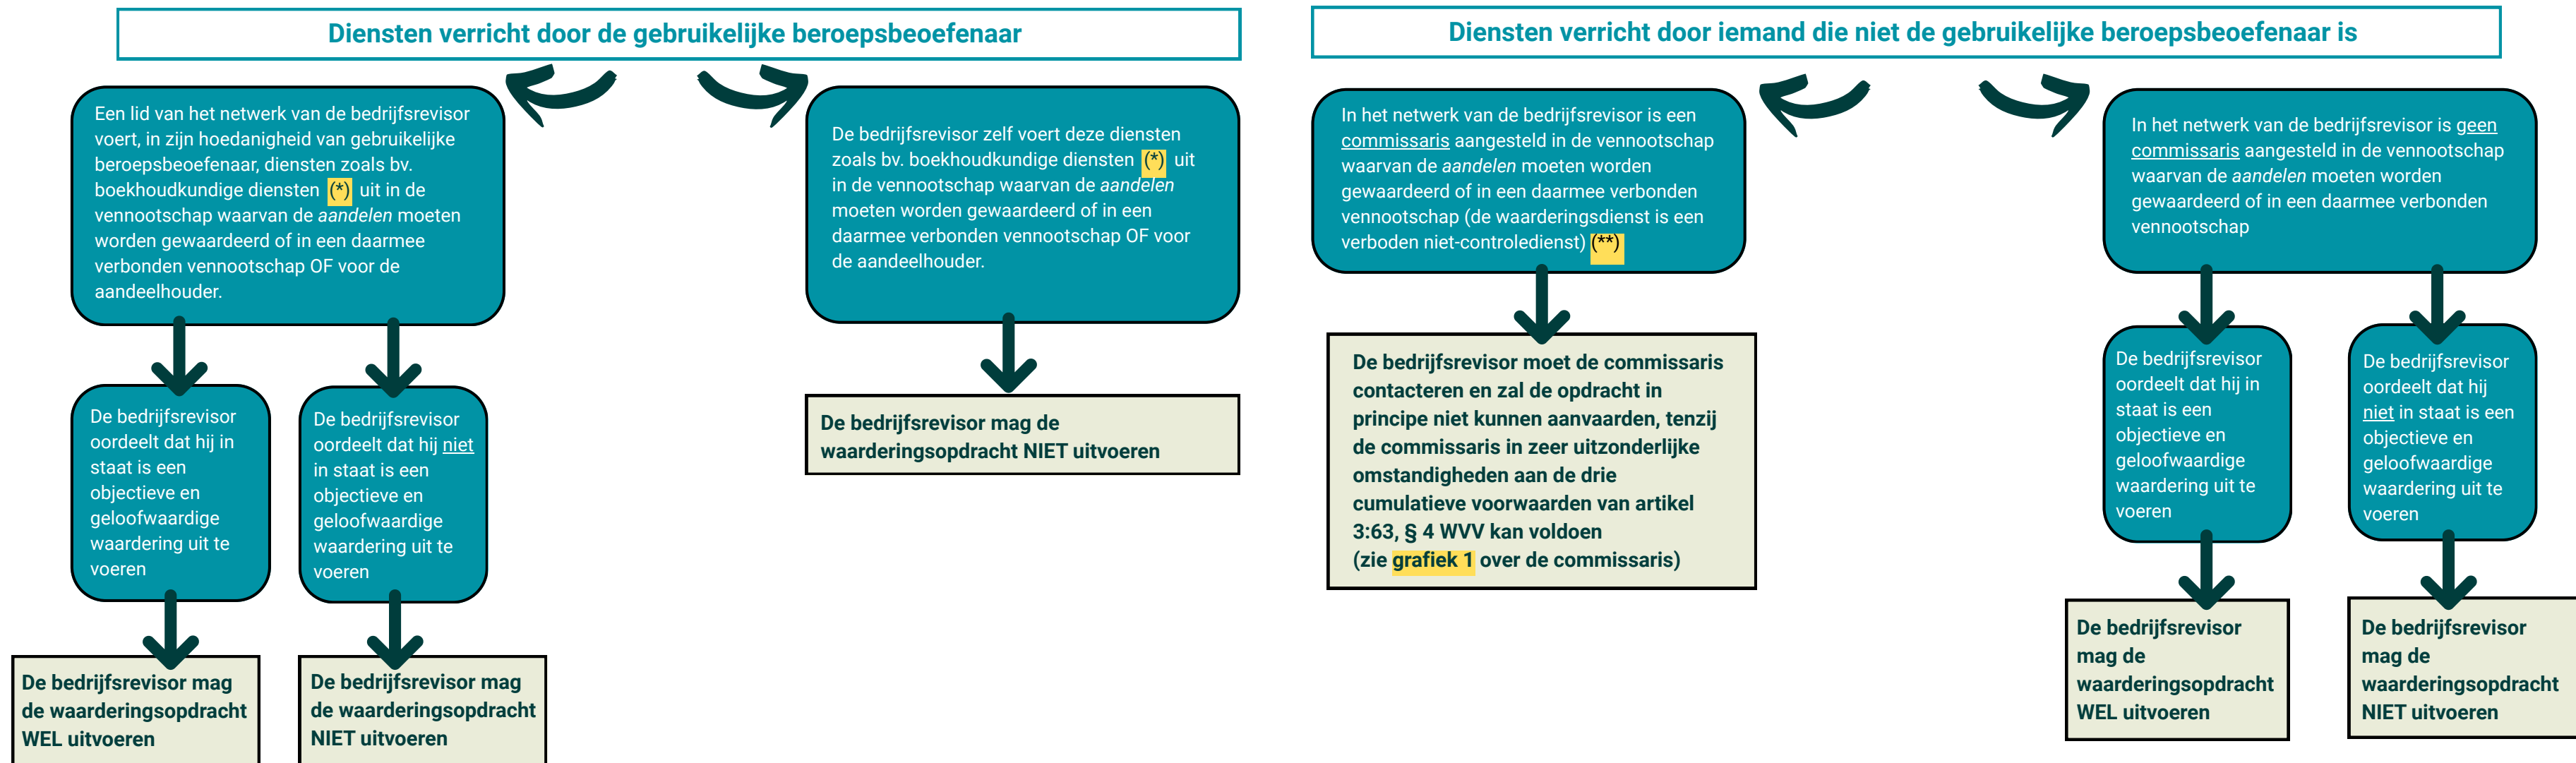 Diensten verricht door de gebruikelijke beroepsbeoefenaar
Een lid van het netwerk van de bedrijfsrevisor
voert, in zijn hoedanigheid van gebruikelijke
beroepsbeoefenaar, diensten zoals bv.
boekhoudkundige diensten (*) uit in de
vennootschap waarvan de aandelen moeten
worden gewaardeerd of in een daarmee
verbonden vennootschap OF voor de
aandeelhouder.
De bedrijfsrevisor
oordeelt dat hij in
staat is een
objectieve en
geloofwaardige
waardering uit te
voeren
De bedrijfsrevisor mag
de waarderingsopdracht
WEL uitvoeren
De bedrijfsrevisor
oordeelt dat hij niet
in staat is een
objectieve en
geloofwaardige
waardering uit te
voeren
De bedrijfsrevisor mag
de waarderingsopdracht
NIET uitvoeren
De bedrijfsrevisor zelf voert deze diensten
zoals bv. boekhoudkundige diensten (*) uit
in de vennootschap waarvan de aandelen
moeten worden gewaardeerd of in een
daarmee verbonden vennootschap OF voor
de aandeelhouder.
De bedrijfsrevisor mag de
waarderingsopdracht NIET uitvoeren
Diensten verricht door iemand die niet de gebruikelijke beroepsbeoefenaar is
In het netwerk van de bedrijfsrevisor is een
commissaris aangesteld in de vennootschap
waarvan de aandelen moeten worden
gewaardeerd of in een daarmee verbonden
vennootschap (de waarderingsdienst is een
verboden niet-controledienst) (**)
De bedrijfsrevisor moet de commissaris
contacteren en zal de opdracht in
principe niet kunnen aanvaarden, tenzij
de commissaris in zeer uitzonderlijke
omstandigheden aan de drie
cumulatieve voorwaarden van artikel
3:63, § 4 WVV kan voldoen
(zie grafiek 1 over de commissaris)
In het netwerk van de bedrijfsrevisor is geen
commissaris aangesteld in de vennootschap
waarvan de aandelen moeten worden
gewaardeerd of in een daarmee verbonden
vennootschap
De bedrijfsrevisor
oordeelt dat hij in
staat is een
objectieve en
geloofwaardige
waardering uit te
voeren
De bedrijfsrevisor
mag de
waarderingsopdracht
WEL uitvoeren
De bedrijfsrevisor
oordeelt dat hij
niet in staat is een
objectieve en
geloofwaardige
waardering uit te
voeren
De bedrijfsrevisor
mag de
waarderingsopdracht
NIET uitvoeren